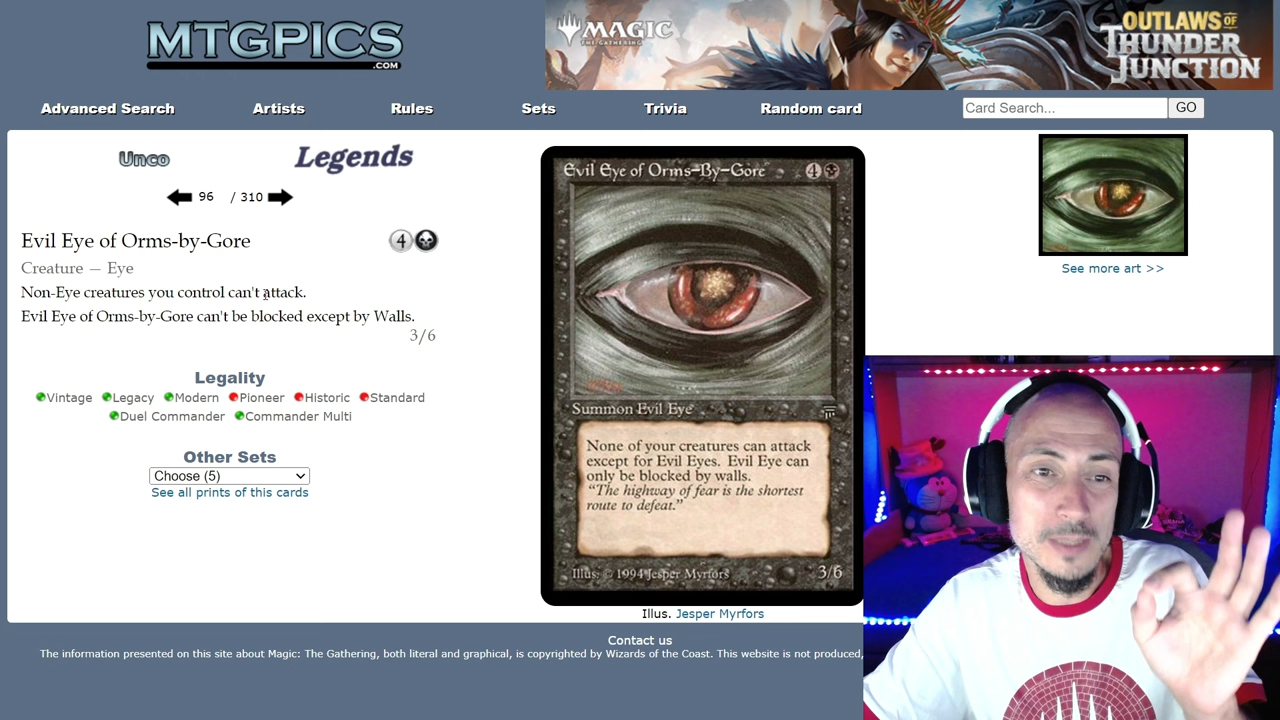 MTGPICS
.COM
MAGIC
THE GATHERING
OUTLAWS OF
THUNDER
JUNCTION
Advanced Search
Artists
Rules
Sets
Trivia
Random card
Card Search...
GO
Unco
Legends
96 / 310
Evil Eye of Orms-by-Gore 4
Creature — Eye
Non-Eye creatures you control can't attack.
Evil Eye of Orms-by-Gore can't be blocked except by Walls.
3/6
Legality
Vintage Legacy Modern Pioneer Historic Standard
Duel Commander Commander Multi
Other Sets
Choose (5)
See all prints of this cards
Evil Eye of Orms-By-Gore 4
Summon Evil Eye
None of your creatures can attack
except for Evil Eyes. Evil Eye can
only be blocked by walls.
"The highway of fear is the shortest
route to defeat."
Illus: © 1994 Jesper Myrfors 3/6
Illus. Jesper Myrfors
See more art >>
Contact us
The information presented on this site about Magic: The Gathering, both literal and graphical, is copyrighted by Wizards of the Coast. This website is not produced,